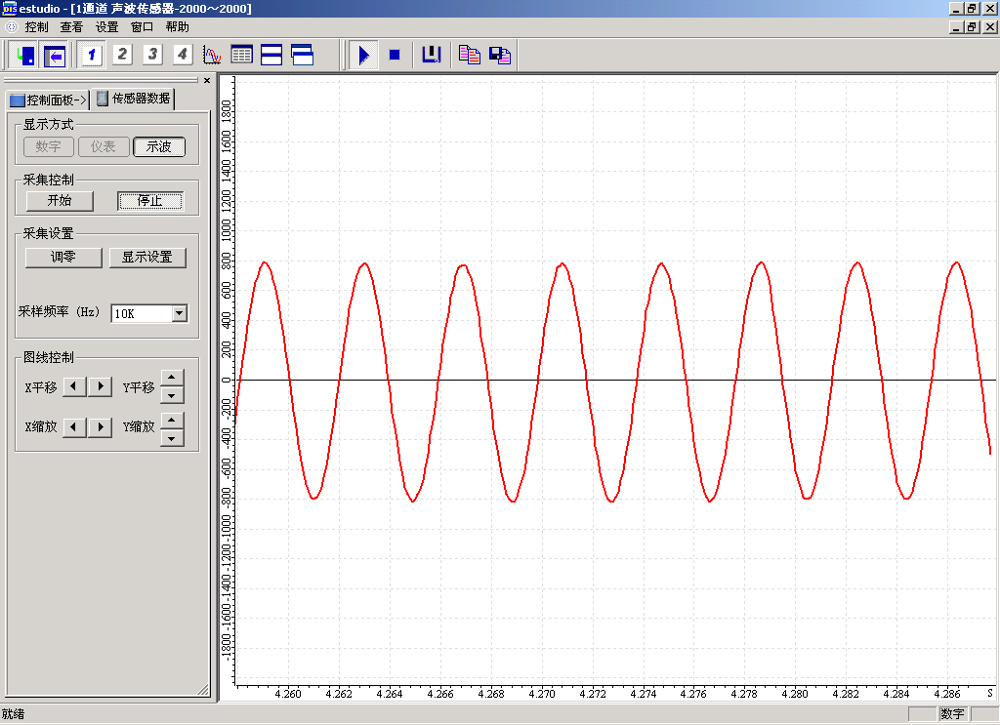 DIS estudio - [1通道 声波传感器-2000～2000]
控制 查看 设置 窗口 帮助
1 2 3 4
控制面板-> 传感器数据
显示方式
数字 仪表 示波
采集控制
开始 停止
采集设置
调零 显示设置
采样频率 (Hz) 10K
图线控制
X平移 Y平移
X缩放 Y缩放
1800
1600
1400
1200
1000
800
600
400
200
0
-200
-400
-600
-800
-1000
-1200
-1400
-1600
-1800
4.260 4.262 4.264 4.266 4.268 4.270 4.272 4.274 4.276 4.278 4.280 4.282 4.284 4.286 S
就绪 数字